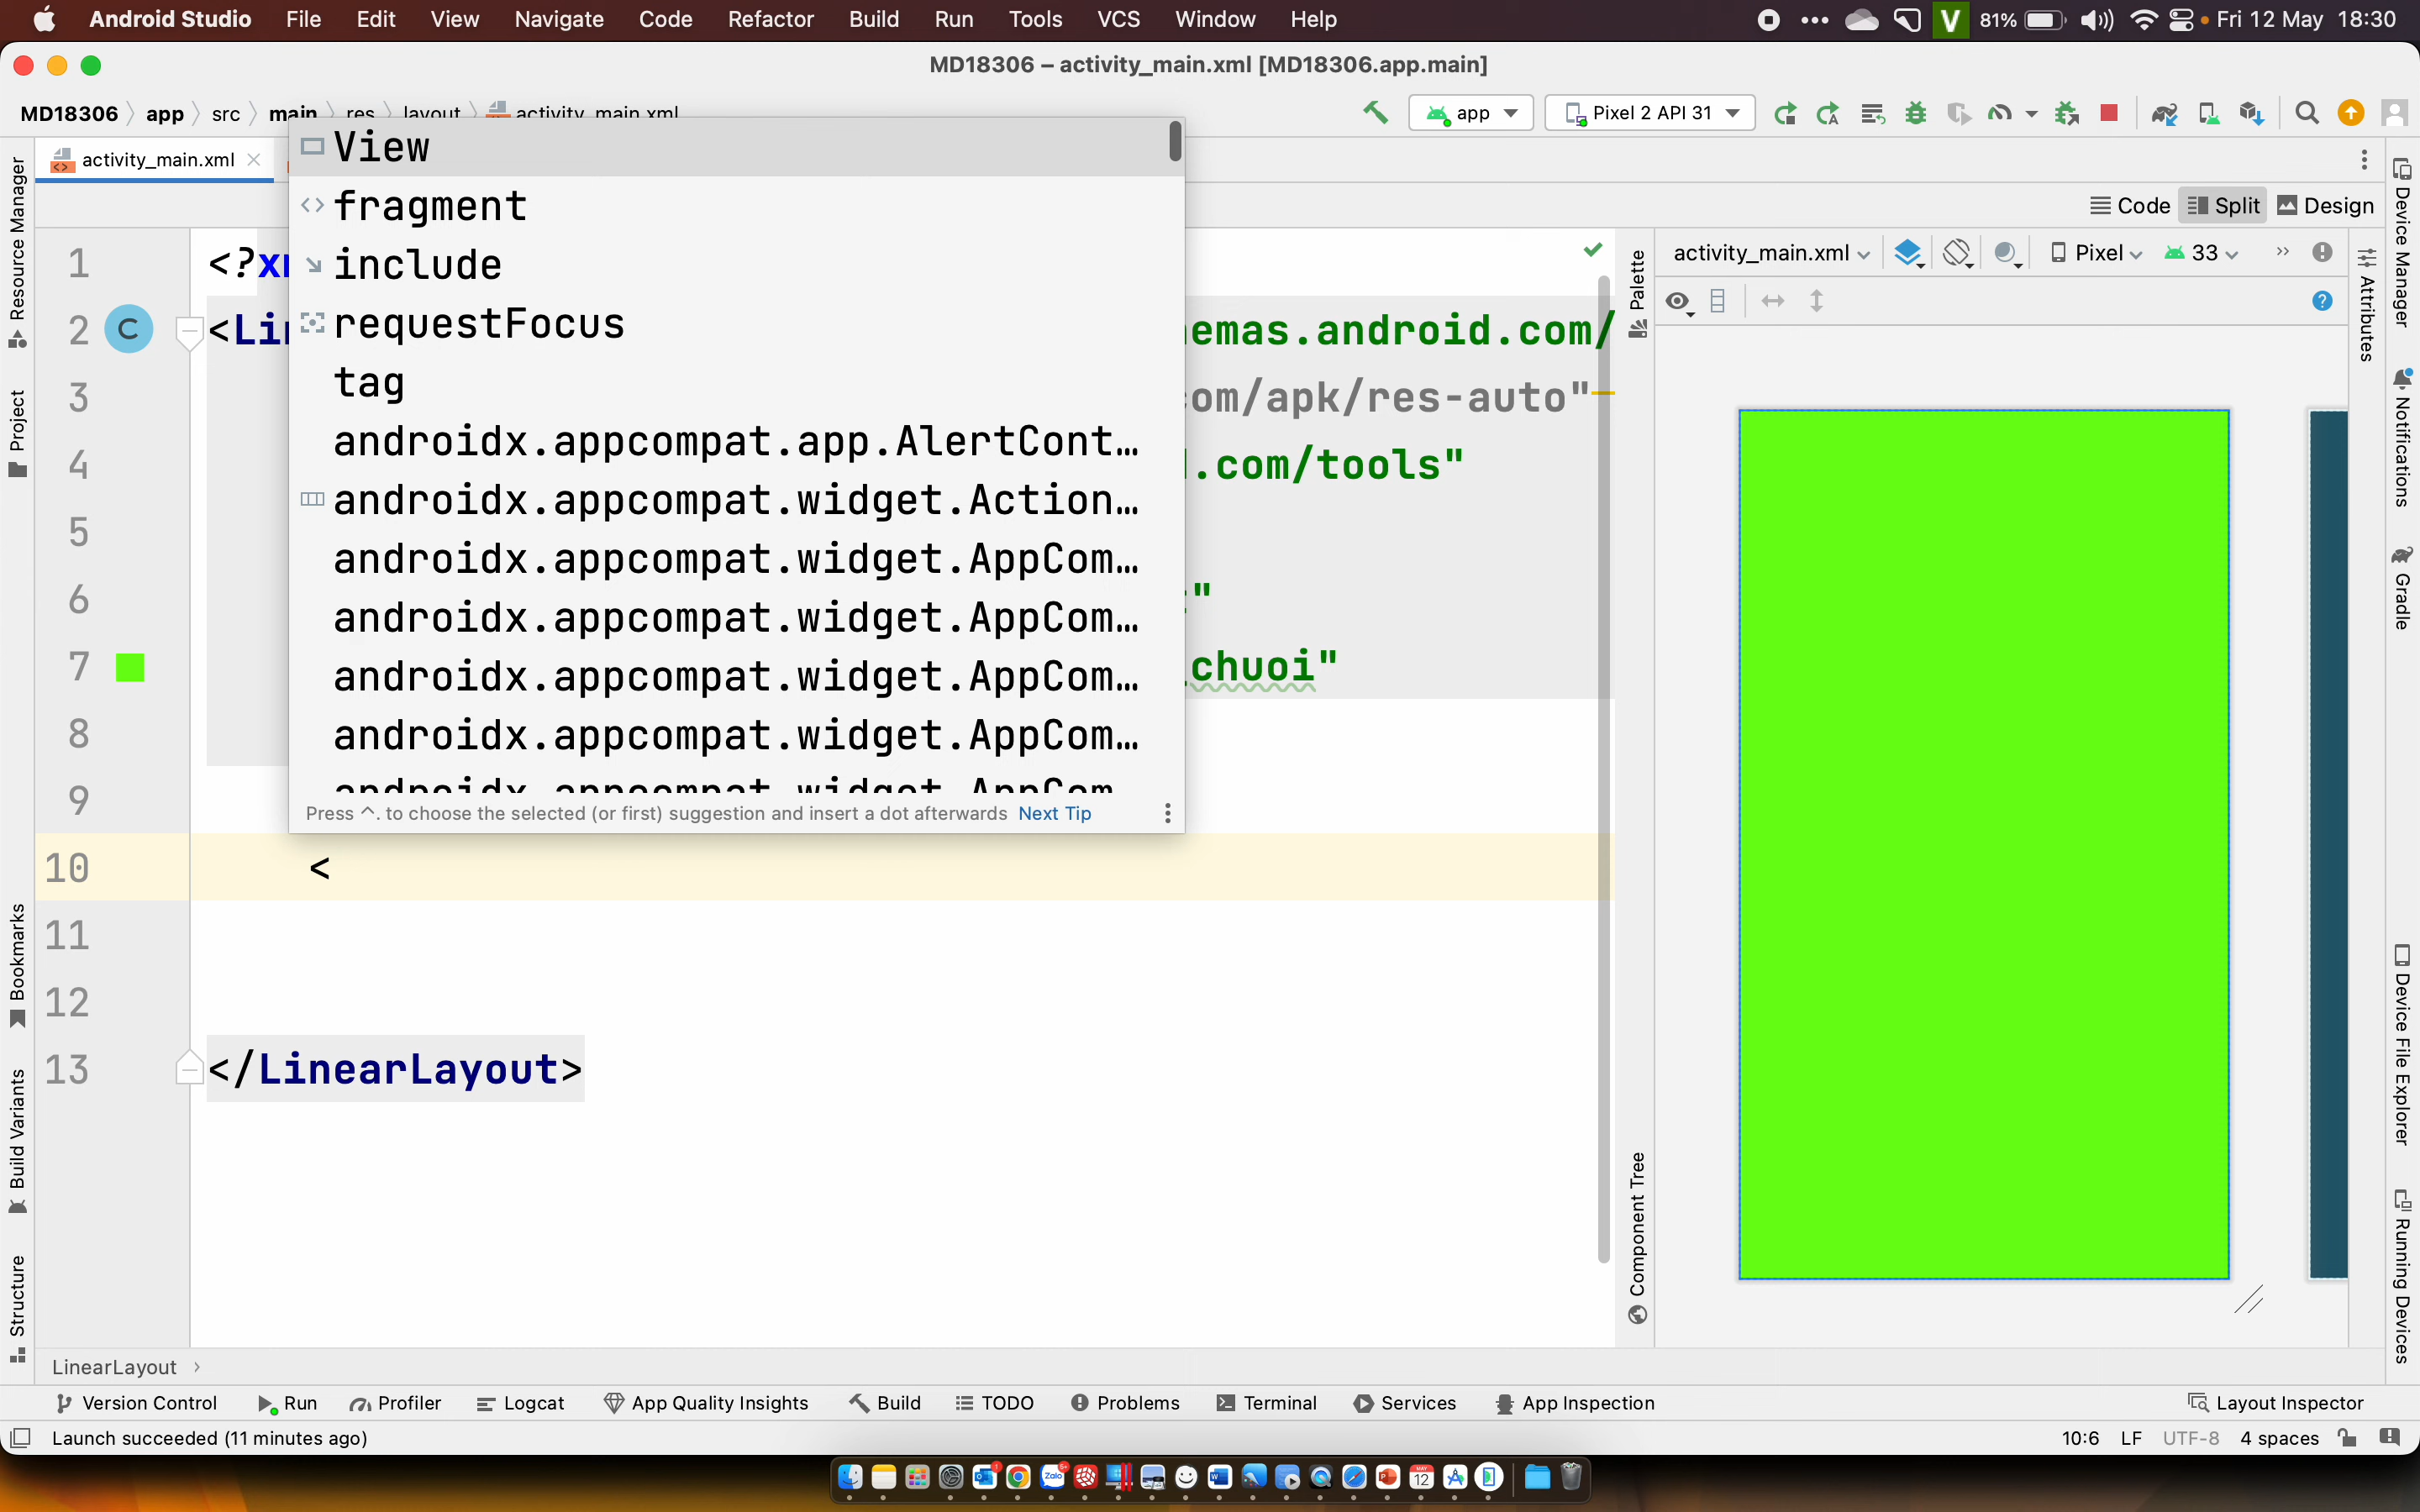 Android Studio File Edit View Navigate Code Refactor Build Run Tools VCS Window Help V 81% Fri 12 May 18:30
MD18306 – activity_main.xml [MD18306.app.main]
MD18306 app src main res layout activity_main.xml app Pixel 2 API 31
activity_main.xml
Code Split Design
View
fragment
include
requestFocus
tag
androidx.appcompat.app.AlertCont…
androidx.appcompat.widget.Action…
androidx.appcompat.widget.AppCom…
androidx.appcompat.widget.AppCom…
androidx.appcompat.widget.AppCom…
androidx.appcompat.widget.AppCom…
androidx.appcompat.widget.AppCom
Press ^. to choose the selected (or first) suggestion and insert a dot afterwards Next Tip
1 <?x
2 C <Li emas.android.com/
3 om/apk/res-auto"
4 .com/tools"
5
6 "
7 chuoi"
8
9
10 <
11
12
13 </LinearLayout>
activity_main.xml Pixel 33
?
Palette
Component Tree
Resource Manager
Project
Bookmarks
Build Variants
Structure
Attributes
Device Manager
Notifications
Gradle
Device File Explorer
Running Devices
LinearLayout
Version Control Run Profiler Logcat App Quality Insights Build TODO Problems Terminal Services App Inspection Layout Inspector
Launch succeeded (11 minutes ago) 10:6 LF UTF-8 4 spaces
Zalo
12